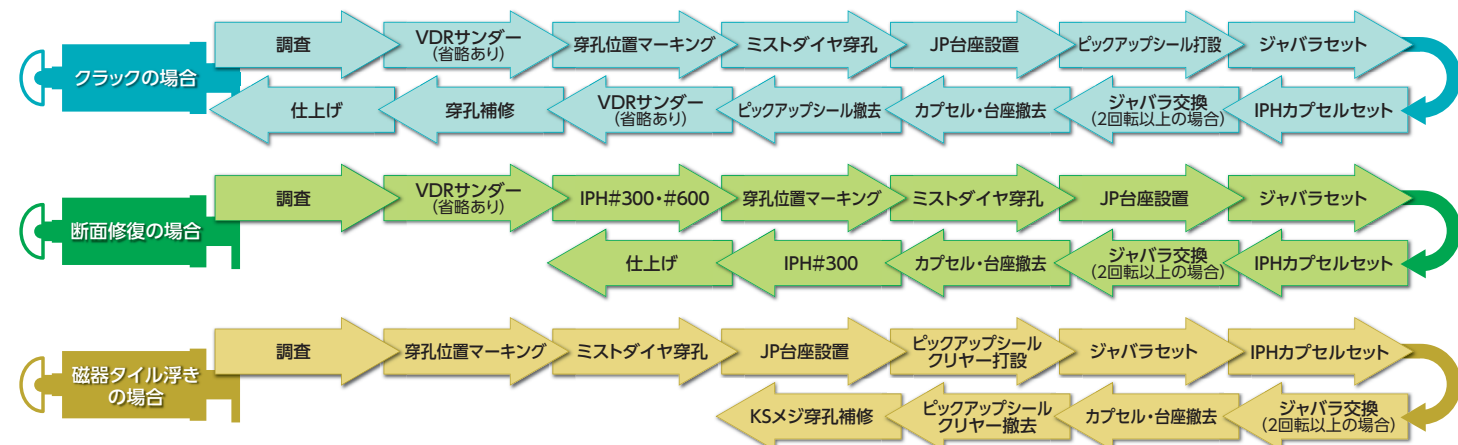 クラックの場合
調査
VDRサンダー
(省略あり)
穿孔位置マーキング
ミストダイヤ穿孔
JP台座設置
ピックアップシール打設
ジャバラセット
IPHカプセルセット
ジャバラ交換
(2回転以上の場合)
カプセル・台座撤去
ピックアップシール撤去
VDRサンダー
(省略あり)
穿孔補修
仕上げ
断面修復の場合
調査
VDRサンダー
(省略あり)
IPH#300・#600
穿孔位置マーキング
ミストダイヤ穿孔
JP台座設置
ジャバラセット
IPHカプセルセット
ジャバラ交換
(2回転以上の場合)
カプセル・台座撤去
IPH#300
仕上げ
磁器タイル浮き
の場合
調査
穿孔位置マーキング
ミストダイヤ穿孔
JP台座設置
ピックアップシール
クリヤー打設
ジャバラセット
IPHカプセルセット
ジャバラ交換
(2回転以上の場合)
カプセル・台座撤去
ピックアップシール
クリヤー撤去
KSメジ穿孔補修